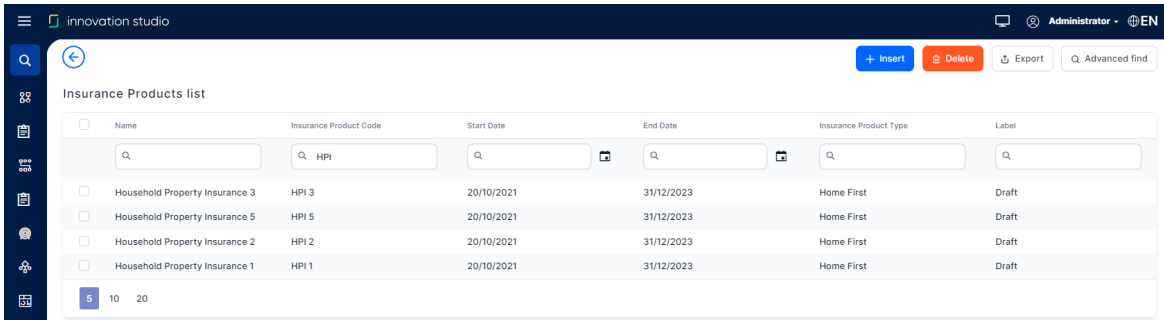 innovation studio
Administrator
EN
Insert
Delete
Export
Advanced find
Insurance Products list
Name Insurance Product Code Start Date End Date Insurance Product Type Label
HPI
Household Property Insurance 3 HPI 3 20/10/2021 31/12/2023 Home First Draft
Household Property Insurance 5 HPI 5 20/10/2021 31/12/2023 Home First Draft
Household Property Insurance 2 HPI 2 20/10/2021 31/12/2023 Home First Draft
Household Property Insurance 1 HPI 1 20/10/2021 31/12/2023 Home First Draft
5 10 20